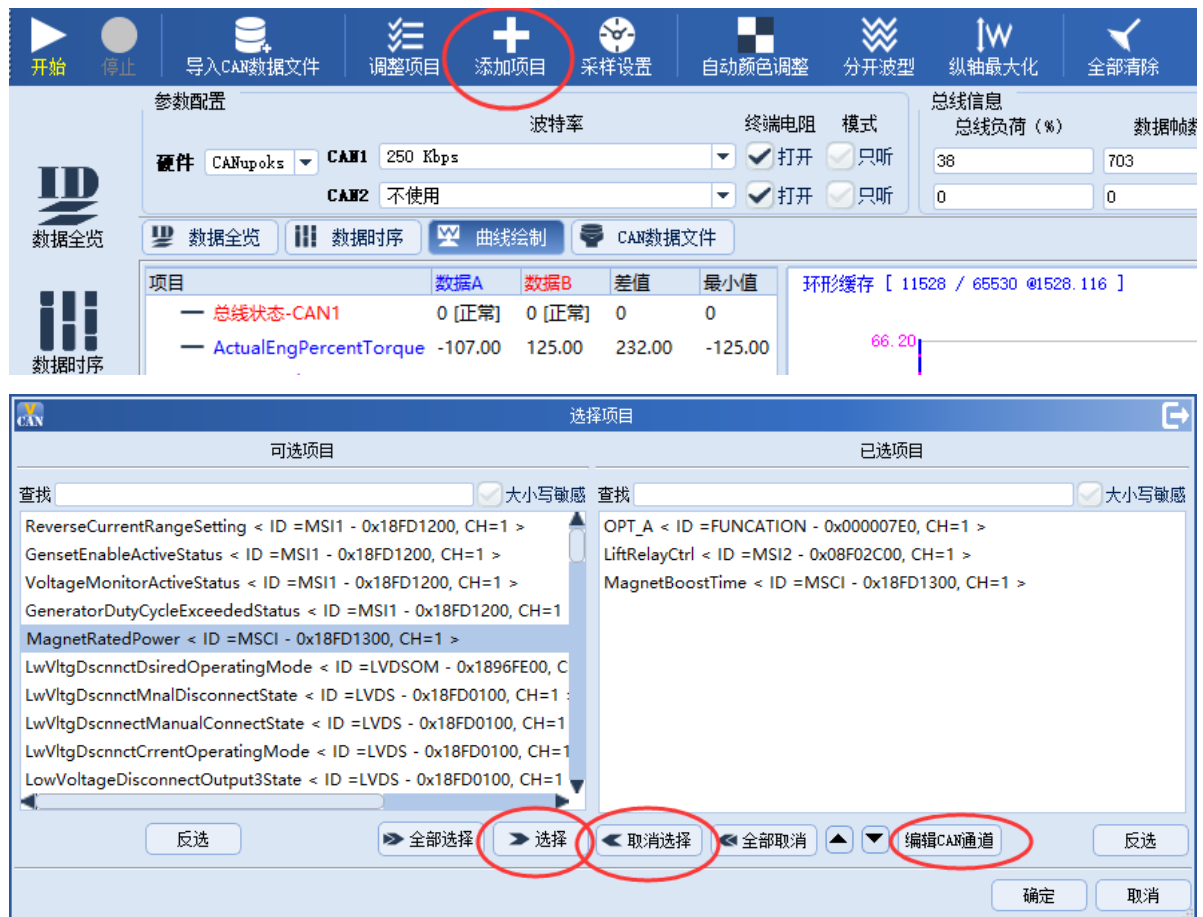 开始 停止 导入CAN数据文件 调整项目 添加项目 采样设置 自动颜色调整 分开波型 纵轴最大化 全部清除
参数配置 总线信息
波特率 终端电阻 模式 总线负荷 (%) 数据帧数
硬件 CANupoks CAN1 250 Kbps 打开 只听 38 703
CAN2 不使用 打开 只听 0 0
ID
数据全览
数据全览 数据时序 曲线绘制 CAN数据文件
项目 数据A 数据B 差值 最小值 环形缓存 [ 11528 / 65530 @1528.116 ]
总线状态-CAN1 0 [正常] 0 [正常] 0 0
ActualEngPercentTorque -107.00 125.00 232.00 -125.00 66.20
数据时序
VCAN 选择项目
可选项目 已选项目
查找 大小写敏感 查找 大小写敏感
ReverseCurrentRangeSetting < ID =MSI1 - 0x18FD1200, CH=1 > OPT_A < ID =FUNCATION - 0x000007E0, CH=1 >
GensetEnableActiveStatus < ID =MSI1 - 0x18FD1200, CH=1 > LiftRelayCtrl < ID =MSI2 - 0x08F02C00, CH=1 >
VoltageMonitorActiveStatus < ID =MSI1 - 0x18FD1200, CH=1 > MagnetBoostTime < ID =MSCI - 0x18FD1300, CH=1 >
GeneratorDutyCycleExceededStatus < ID =MSI1 - 0x18FD1200, CH=1
MagnetRatedPower < ID =MSCI - 0x18FD1300, CH=1 >
LwVltgDscnnctDsiredOperatingMode < ID =LVDSOM - 0x1896FE00, C
LwVltgDscnnctMnalDisconnectState < ID =LVDS - 0x18FD0100, CH=1 :
LwVltgDscnnectManualConnectState < ID =LVDS - 0x18FD0100, CH=1
LwVltgDscnnctCrrentOperatingMode < ID =LVDS - 0x18FD0100, CH=1
LowVoltageDisconnectOutput3State < ID =LVDS - 0x18FD0100, CH=1
反选 全部选择 选择 取消选择 全部取消 编辑CAN通道 反选
确定 取消